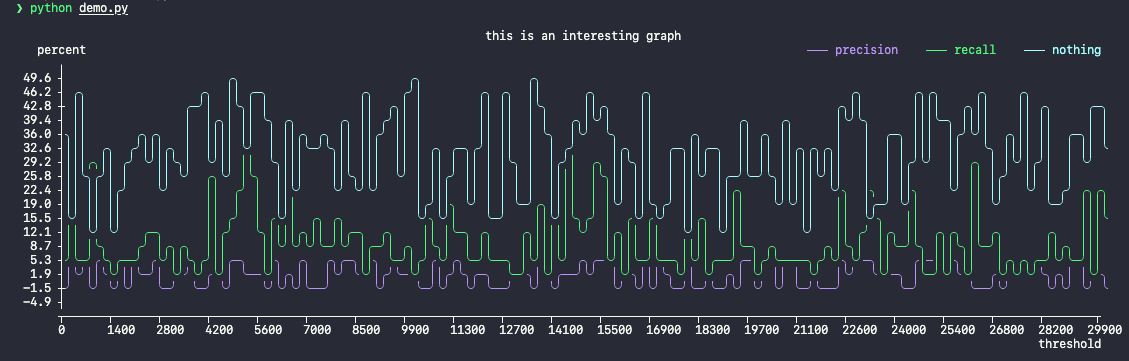 ❯ python demo.py
this is an interesting graph
percent
precision recall nothing
49.6
46.2
42.8
39.4
36.0
32.6
29.2
25.8
22.4
19.0
15.5
12.1
8.7
5.3
1.9
−1.5
−4.9
0 1400 2800 4200 5600 7000 8500 9900 11300 12700 14100 15500 16900 18300 19700 21100 22600 24000 25400 26800 28200 29900
threshold